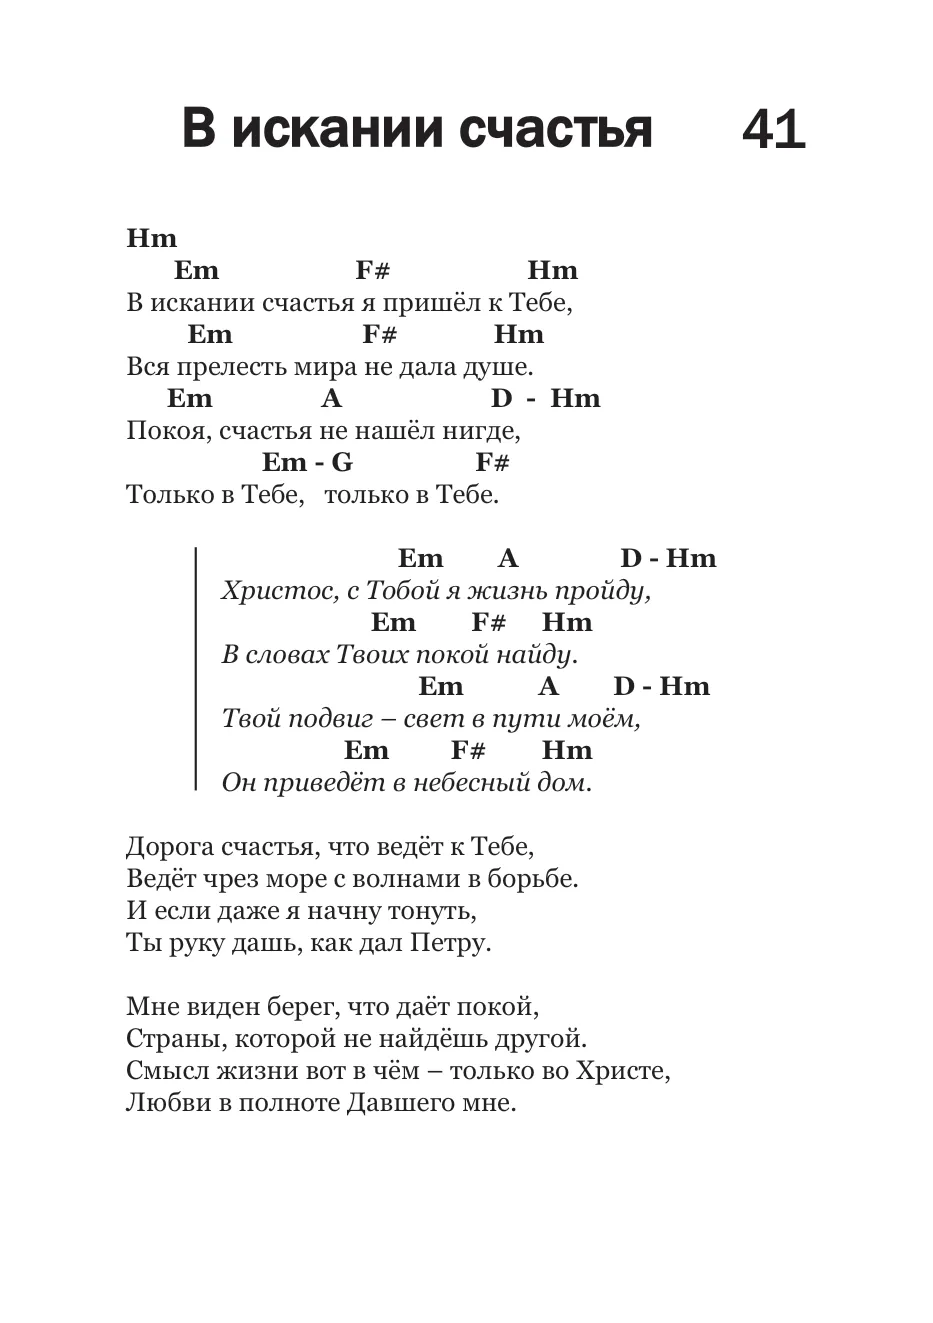 В искании счастья 41
Hm
Em F# Hm
В искании счастья я пришёл к Тебе,
Em F# Hm
Вся прелесть мира не дала душе.
Em A D - Hm
Покоя, счастья не нашёл нигде,
Em - G F#
Только в Тебе, только в Тебе.
Em A D - Hm
Христос, с Тобой я жизнь пройду,
Em F# Hm
В словах Твоих покой найду.
Em A D - Hm
Твой подвиг – свет в пути моём,
Em F# Hm
Он приведёт в небесный дом.
Дорога счастья, что ведёт к Тебе,
Ведёт чрез море с волнами в борьбе.
И если даже я начну тонуть,
Ты руку дашь, как дал Петру.
Мне виден берег, что даёт покой,
Страны, которой не найдёшь другой.
Смысл жизни вот в чём – только во Христе,
Любви в полноте Давшего мне.